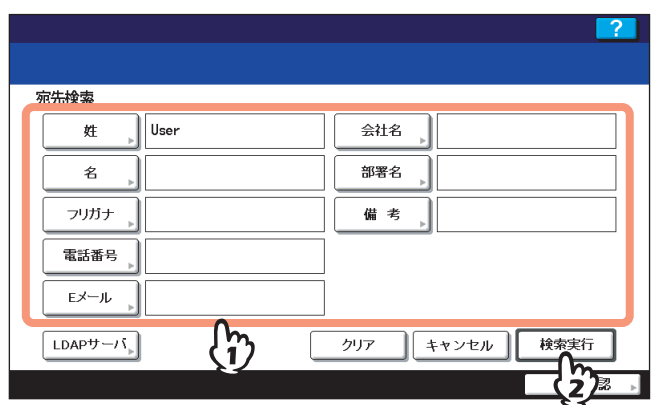 ?
宛先検索
姓 User 会社名
名 部署名
フリガナ 備 考
電話番号
Eメール
LDAPサーバ クリア キャンセル 検索実行
1
2 認